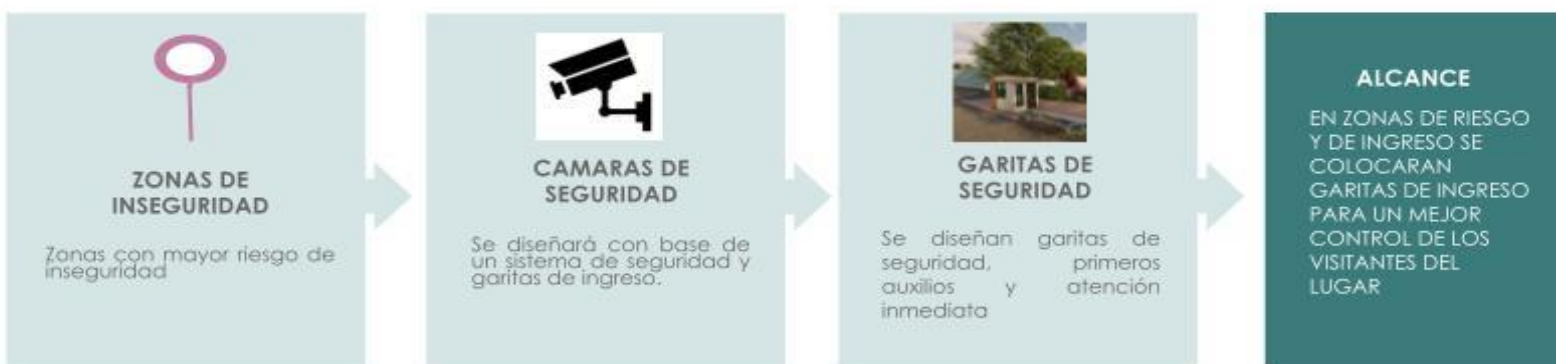 ZONAS DE
INSEGURIDAD
Zonas con mayor riesgo de
inseguridad
CAMARAS DE
SEGURIDAD
Se diseñará con base de
un sistema de seguridad y
garitas de ingreso.
GARITAS DE
SEGURIDAD
Se diseñan garitas de
seguridad, primeros
auxilios y atención
inmediata
ALCANCE
EN ZONAS DE RIESGO
Y DE INGRESO SE
COLOCARAN
GARITAS DE INGRESO
PARA UN MEJOR
CONTROL DE LOS
VISITANTES DEL
LUGAR